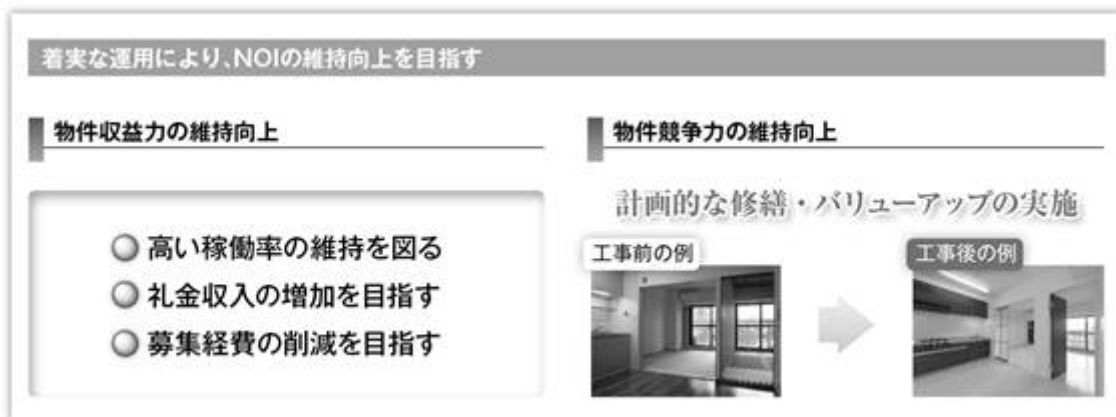 着実な運用により、NOIの維持向上を目指す
物件収益力の維持向上
高い稼働率の維持を図る
礼金収入の増加を目指す
募集経費の削減を目指す
物件競争力の維持向上
計画的な修繕・バリューアップの実施
工事前の例
工事後の例